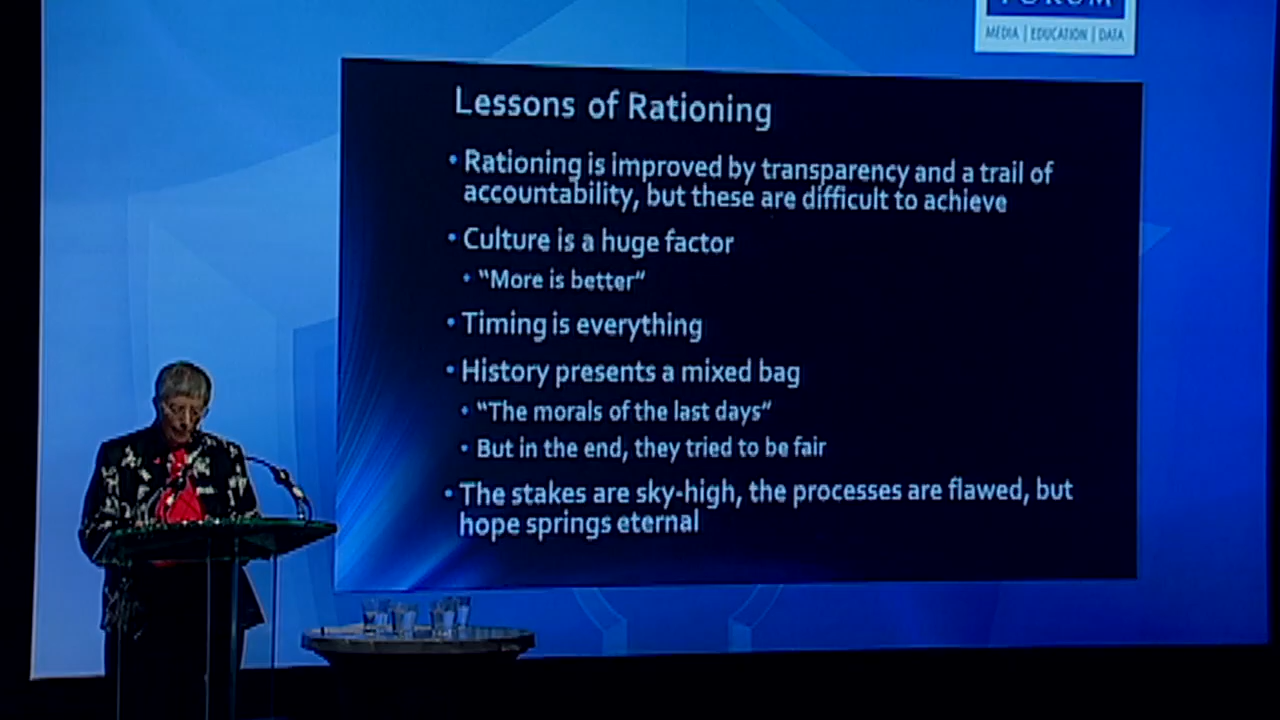 FORUM
MEDIA | EDUCATION | DATA
Lessons of Rationing
• Rationing is improved by transparency and a trail of
accountability, but these are difficult to achieve
• Culture is a huge factor
• “More is better“
• Timing is everything
• History presents a mixed bag
• “The morals of the last days”
• But in the end, they tried to be fair
• The stakes are sky-high, the processes are flawed, but
hope springs eternal